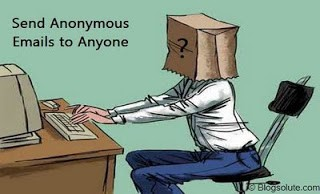 Send Anonymous
Emails to Anyone
?
© Blogsolute.com